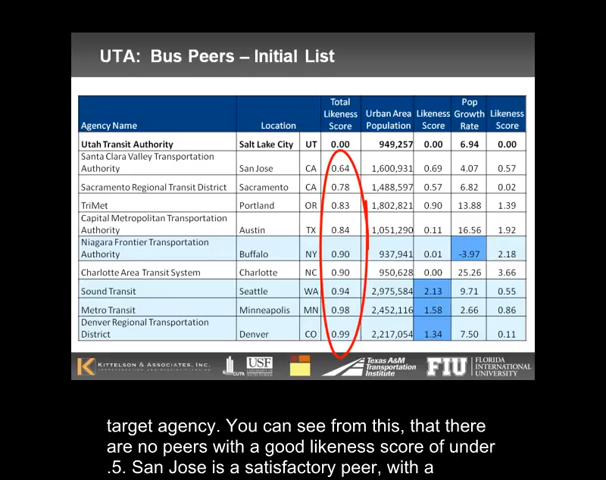 UTA: Bus Peers – Initial List
Agency Name Location Total Likeness Score Urban Area Population Likeness Score Pop Growth Rate Likeness Score
Utah Transit Authority Salt Lake City UT 0.00 949,257 0.00 6.94 0.00
Santa Clara Valley Transportation Authority San Jose CA 0.64 1,600,931 0.69 4.07 0.57
Sacramento Regional Transit District Sacramento CA 0.78 1,488,597 0.57 6.82 0.02
TriMet Portland OR 0.83 1,802,821 0.90 13.88 1.39
Capital Metropolitan Transportation Authority Austin TX 0.84 1,051,290 0.11 16.56 1.92
Niagara Frontier Transportation Authority Buffalo NY 0.90 937,941 0.01 -3.97 2.18
Charlotte Area Transit System Charlotte NC 0.90 950,628 0.00 25.26 3.66
Sound Transit Seattle WA 0.94 2,975,584 2.13 9.71 0.55
Metro Transit Minneapolis MN 0.98 2,452,116 1.58 2.66 0.86
Denver Regional Transportation District Denver CO 0.99 2,217,054 1.34 7.50 0.11
K KITTELSON & ASSOCIATES, INC.
CUTR
USF
Texas A&M Transportation Institute
FIU FLORIDA INTERNATIONAL UNIVERSITY
target agency. You can see from this, that there
are no peers with a good likeness score of under
.5. San Jose is a satisfactory peer, with a